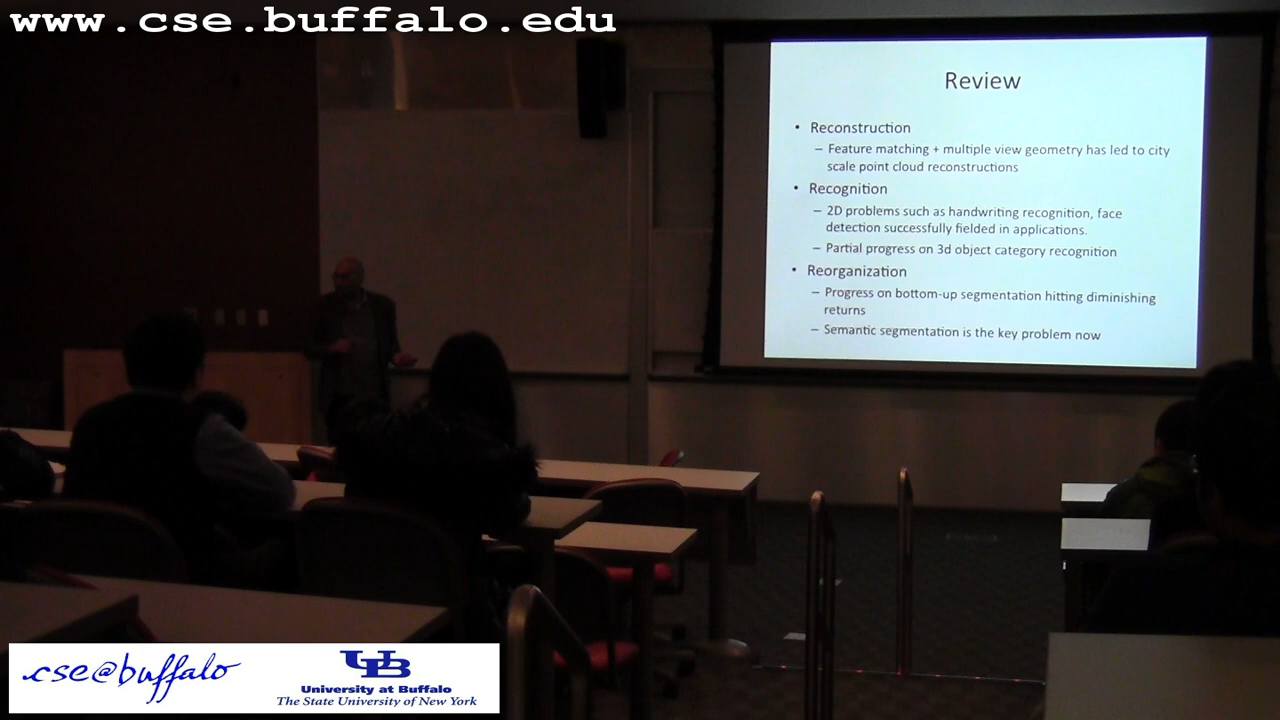 www.cse.buffalo.edu
Review
• Reconstruction
– Feature matching + multiple view geometry has led to city
scale point cloud reconstructions
• Recognition
– 2D problems such as handwriting recognition, face
detection successfully fielded in applications.
– Partial progress on 3d object category recognition
• Reorganization
– Progress on bottom-up segmentation hitting diminishing
returns
– Semantic segmentation is the key problem now
cse@buffalo
UB
University at Buffalo
The State University of New York